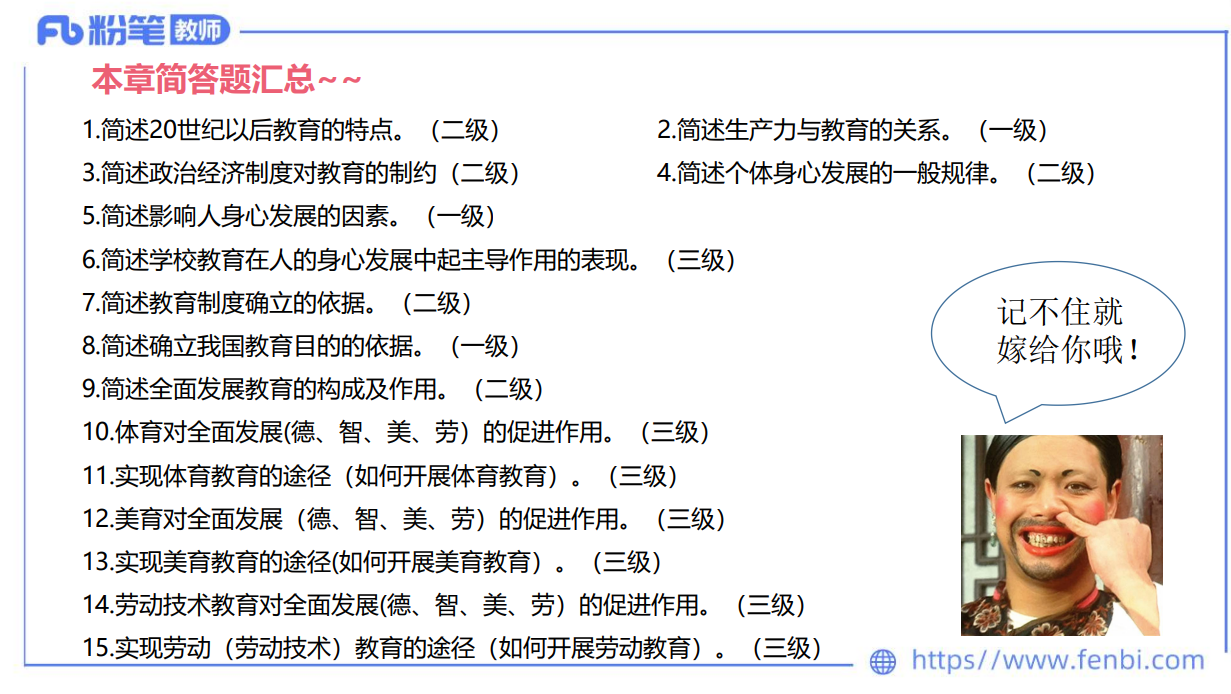 粉笔教师
本章简答题汇总~~
1.简述20世纪以后教育的特点。（二级）
2.简述生产力与教育的关系。（一级）
3.简述政治经济制度对教育的制约（二级）
4.简述个体身心发展的一般规律。（二级）
5.简述影响人身心发展的因素。（一级）
6.简述学校教育在人的身心发展中起主导作用的表现。（三级）
7.简述教育制度确立的依据。（二级）
8.简述确立我国教育目的的依据。（一级）
9.简述全面发展教育的构成及作用。（二级）
10.体育对全面发展(德、智、美、劳）的促进作用。（三级）
11.实现体育教育的途径（如何开展体育教育）。（三级）
12.美育对全面发展（德、智、美、劳）的促进作用。（三级）
13.实现美育教育的途径(如何开展美育教育）。（三级）
14.劳动技术教育对全面发展(德、智、美、劳）的促进作用。（三级）
15.实现劳动（劳动技术）教育的途径（如何开展劳动教育）。（三级）
记不住就
嫁给你哦！
https//www.fenbi.com